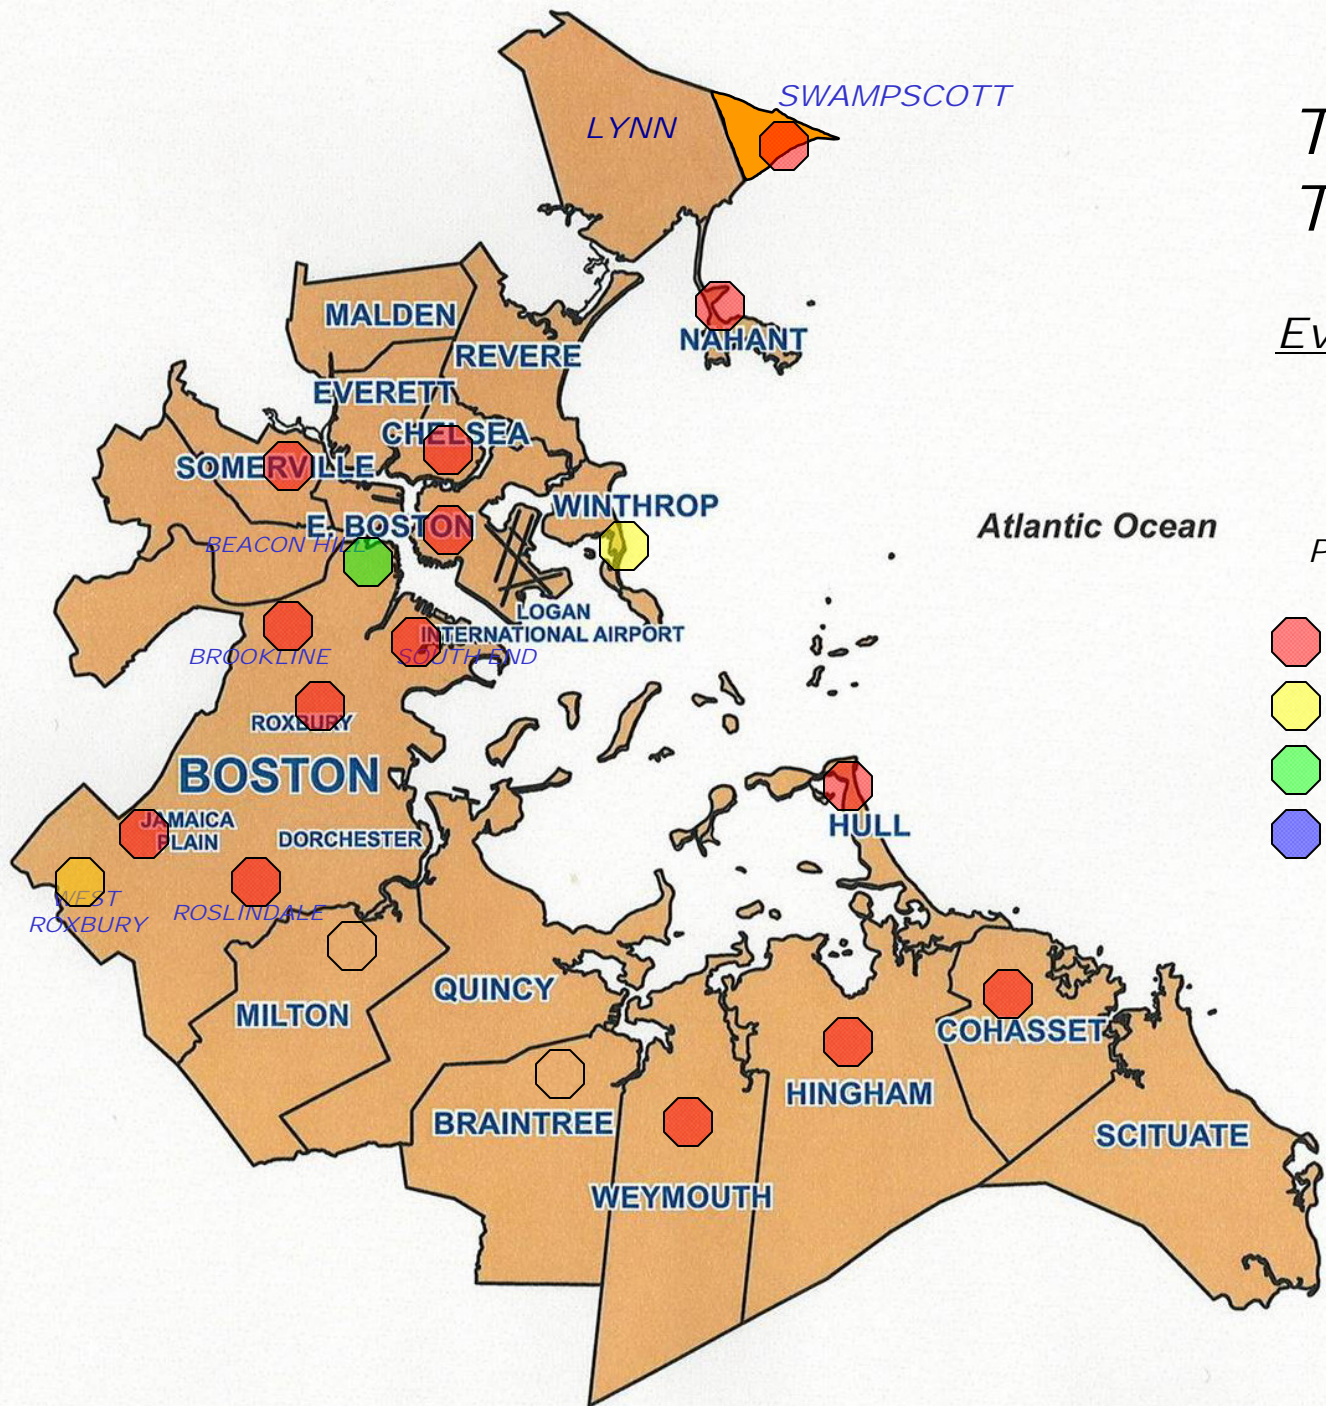 SWAMPSCOTT
LYNN
T
T
MALDEN
NAHANT
Ev
REVERE
EVERETT
CHELSEA
SOMERVILLE
WINTHROP
E. BOSTON
Atlantic Ocean
BEACON HILL
P
LOGAN
INTERNATIONAL AIRPORT
BROOKLINE
SOUTH END
ROXBURY
BOSTON
JAMAICA
PLAIN
DORCHESTER
HULL
WEST
ROXBURY
ROSLINDALE
QUINCY
MILTON
COHASSET
HINGHAM
BRAINTREE
SCITUATE
WEYMOUTH